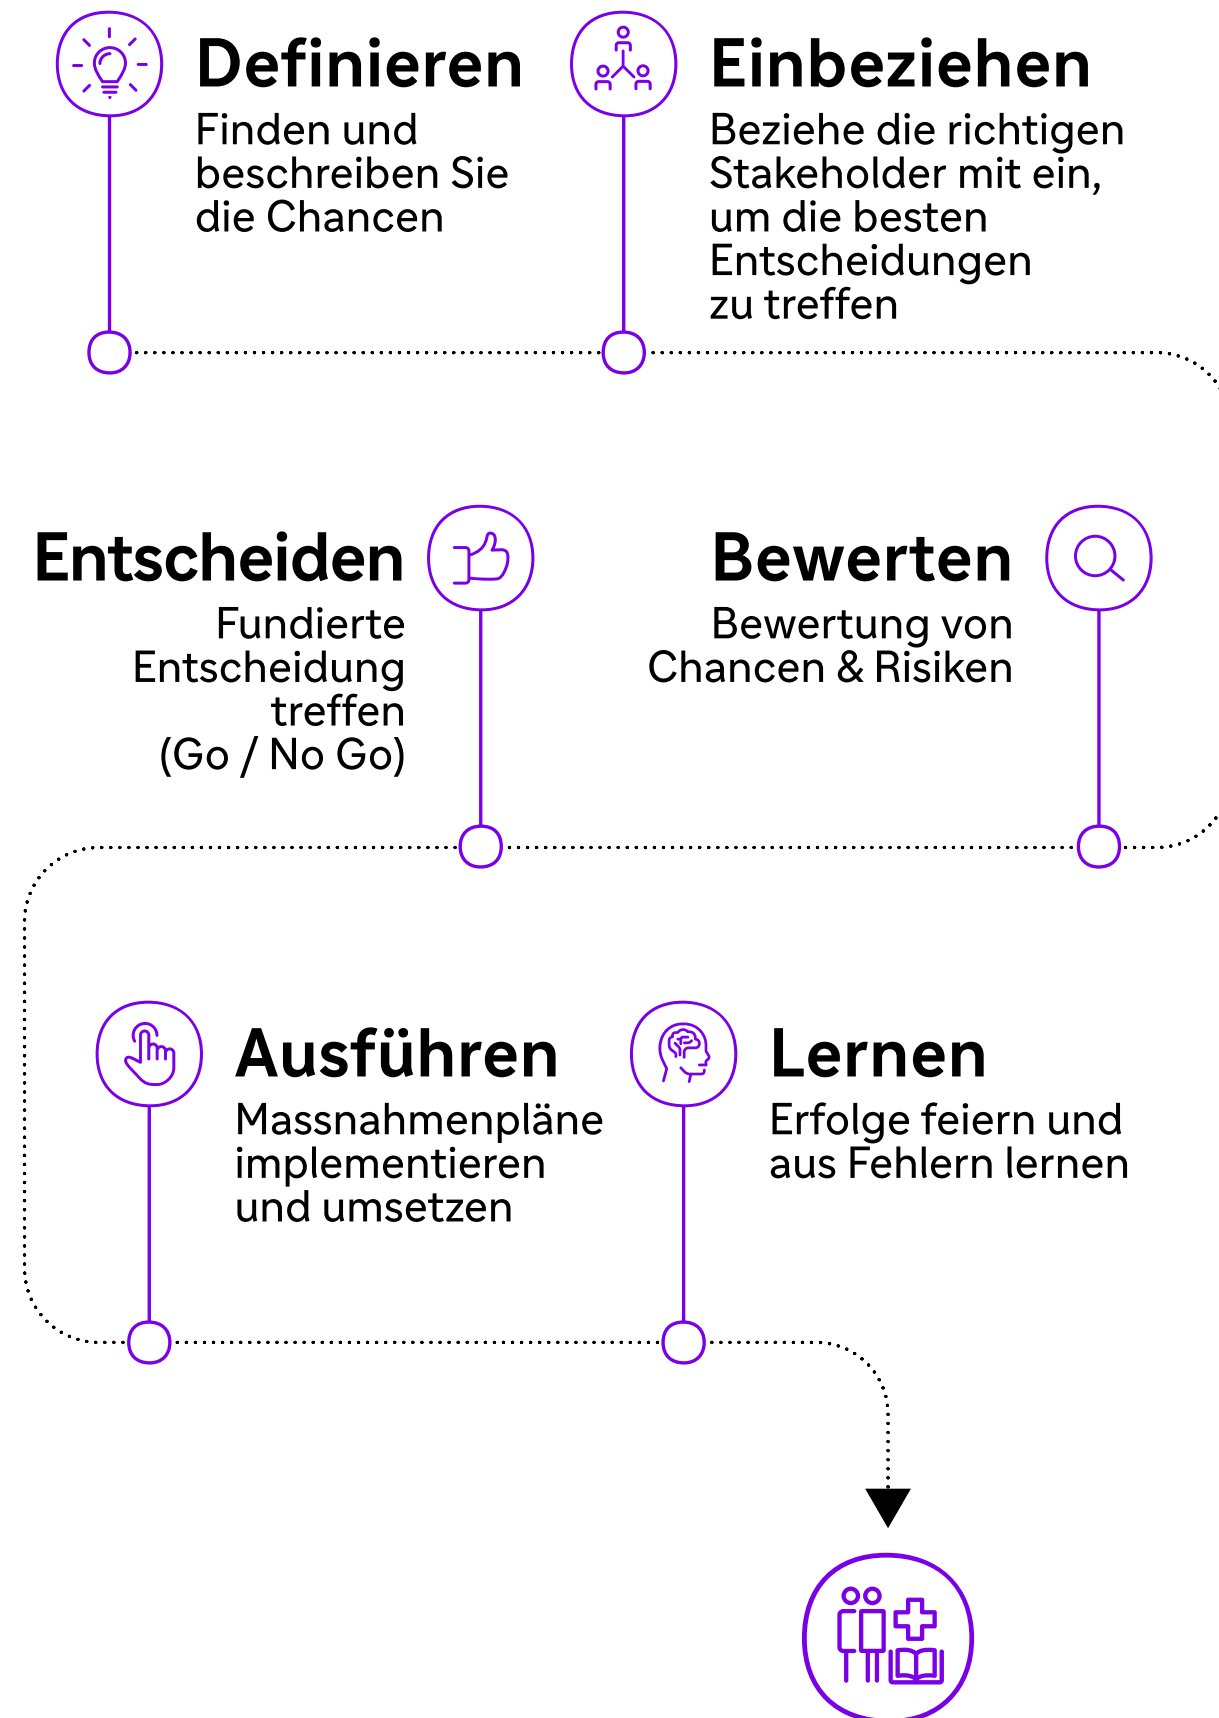 Definieren
Finden und
beschreiben Sie
die Chancen
Einbeziehen
Beziehe die richtigen
Stakeholder mit ein,
um die besten
Entscheidungen
zu treffen
Bewerten
Bewertung von
Chancen & Risiken
Entscheiden
Fundierte
Entscheidung
treffen
(Go / No Go)
Ausführen
Massnahmenpläne
implementieren
und umsetzen
Lernen
Erfolge feiern und
aus Fehlern lernen